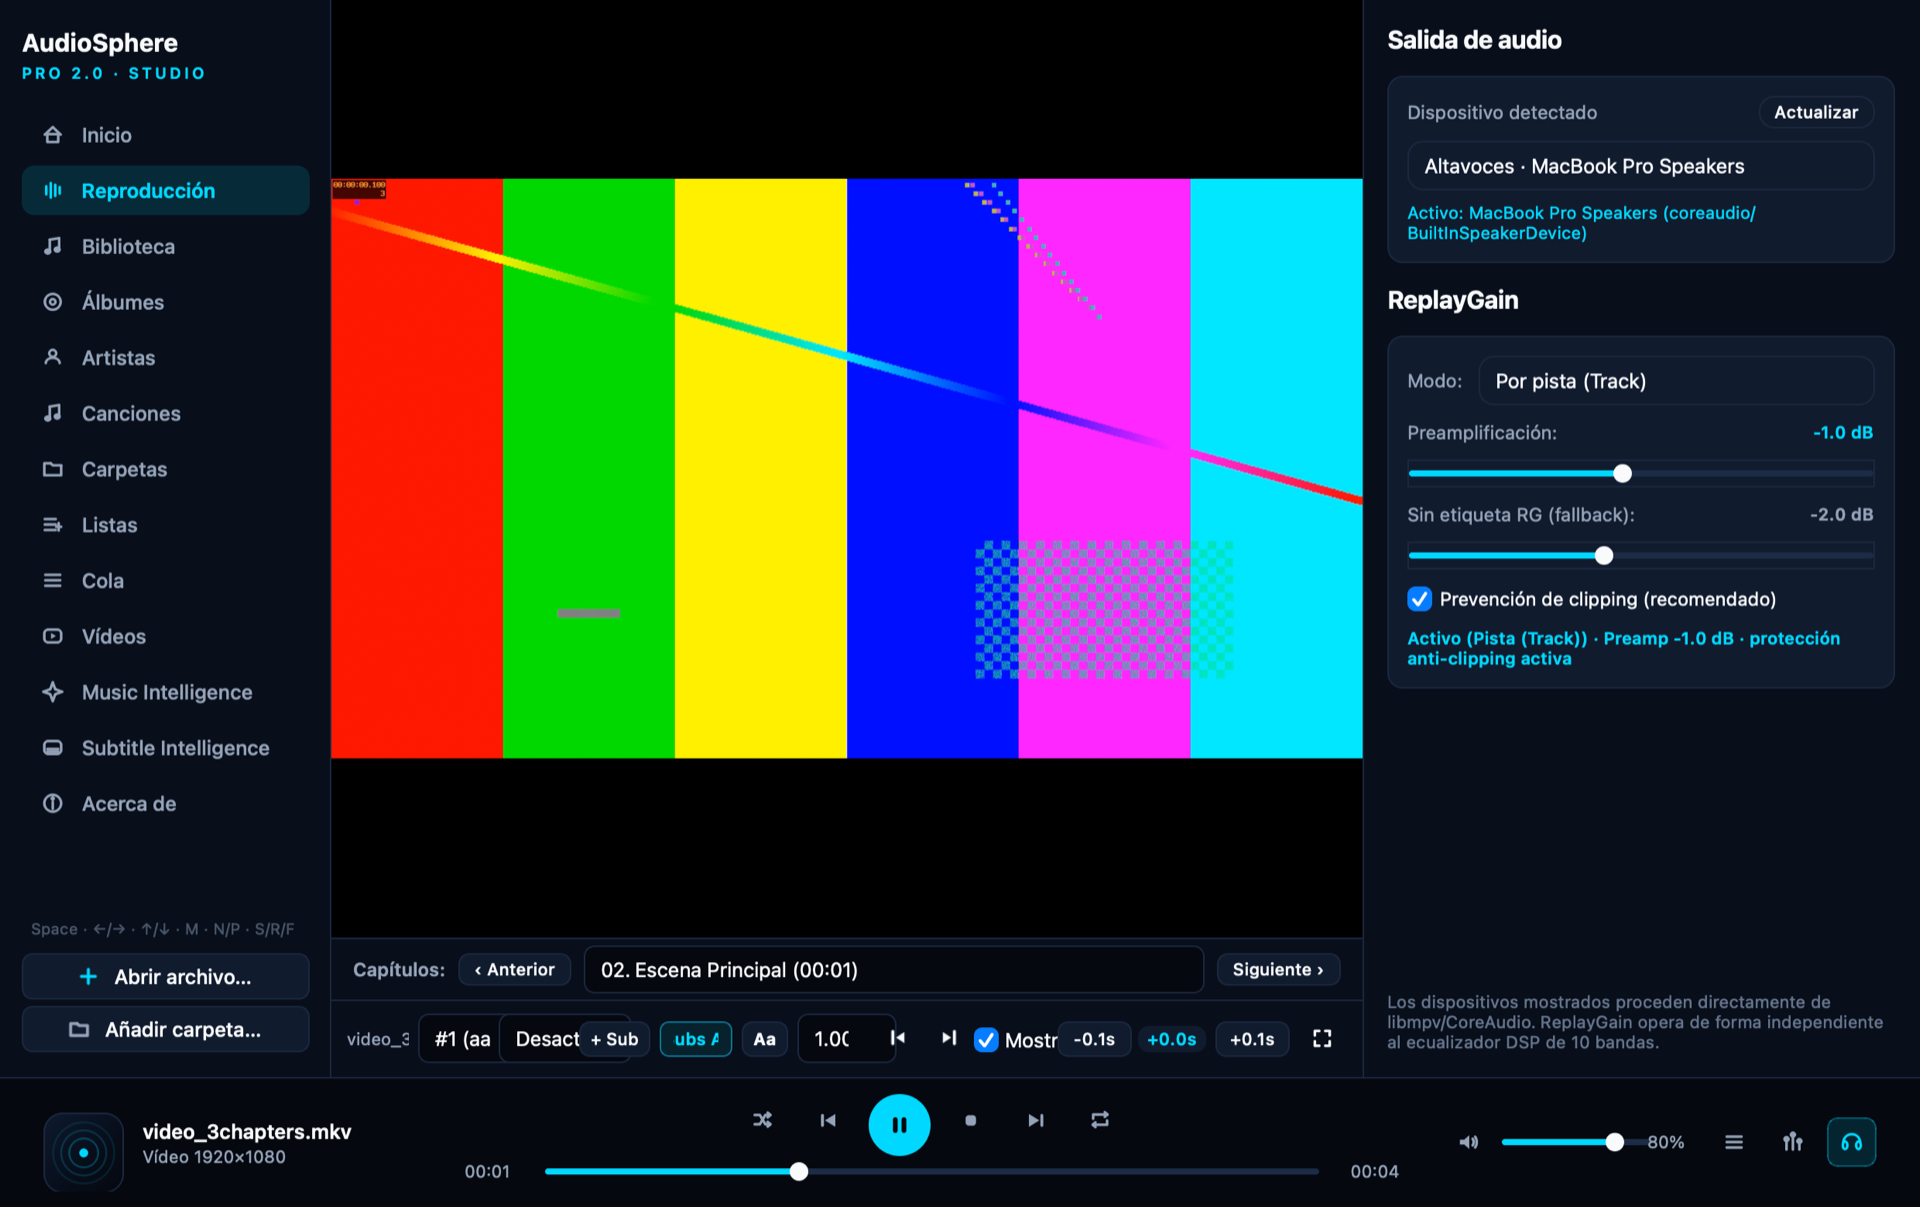 AudioSphere
PRO 2.0 · STUDIO
Inicio
Reproducción
Biblioteca
Álbumes
Artistas
Canciones
Carpetas
Listas
Cola
Vídeos
Music Intelligence
Subtitle Intelligence
Acerca de
Space · ←/→ · ↑/↓ · M · N/P · S/R/F
+ Abrir archivo...
Añadir carpeta...
00:00:00.100
3
Capítulos:
‹ Anterior
02. Escena Principal (00:01)
Siguiente ›
video_3
#1 (aa
Desact
+ Sub
ubs A
Aa
1.00
Mostr
-0.1s
+0.0s
+0.1s
Salida de audio
Dispositivo detectado
Actualizar
Altavoces · MacBook Pro Speakers
Activo: MacBook Pro Speakers (coreaudio/
BuiltInSpeakerDevice)
ReplayGain
Modo:
Por pista (Track)
Preamplificación:
-1.0 dB
Sin etiqueta RG (fallback):
-2.0 dB
Prevención de clipping (recomendado)
Activo (Pista (Track)) · Preamp -1.0 dB · protección
anti-clipping activa
Los dispositivos mostrados proceden directamente de
libmpv/CoreAudio. ReplayGain opera de forma independiente
al ecualizador DSP de 10 bandas.
video_3chapters.mkv
Vídeo 1920×1080
00:01
00:04
80%